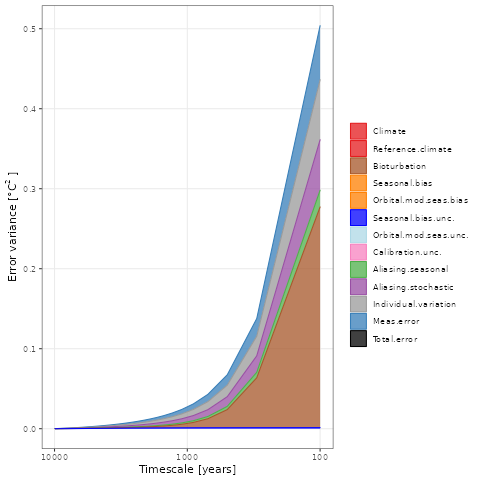 0.5
0.4
0.3
0.2
0.1
0.0
Error variance [°C² ]
10000
1000
100
Timescale [years]
Climate
Reference.climate
Bioturbation
Seasonal.bias
Orbital.mod.seas.bias
Seasonal.bias.unc.
Orbital.mod.seas.unc.
Calibration.unc.
Aliasing.seasonal
Aliasing.stochastic
Individual.variation
Meas.error
Total.error